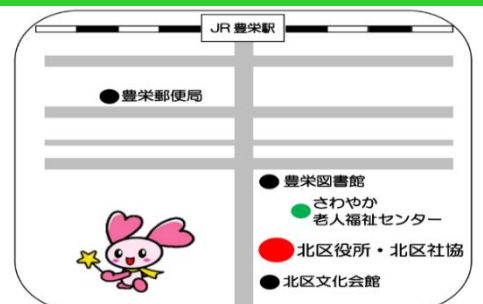 JR 豊栄駅
豊栄郵便局
豊栄図書館
さわやか
老人福祉センター
北区役所・北区社協
北区文化会館